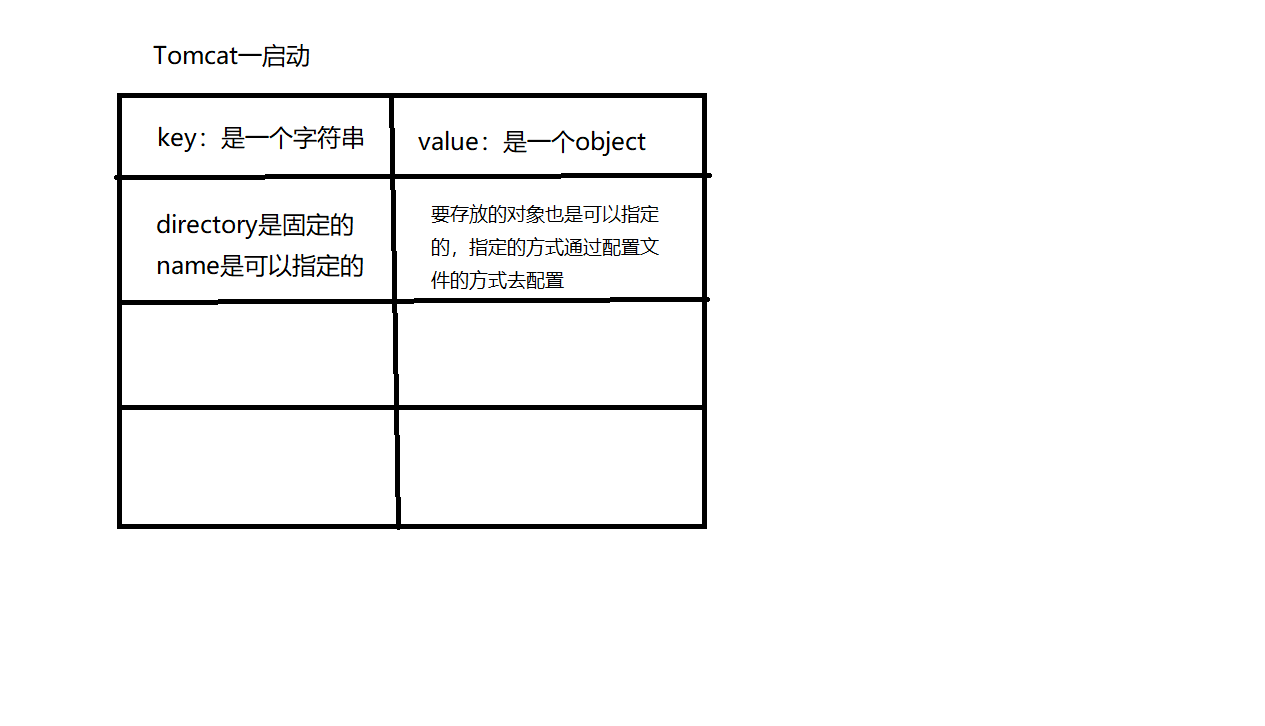 Tomcat一启动
key：是一个字符串
value：是一个object
directory是固定的
name是可以指定的
要存放的对象也是可以指定
的，指定的方式通过配置文
件的方式去配置